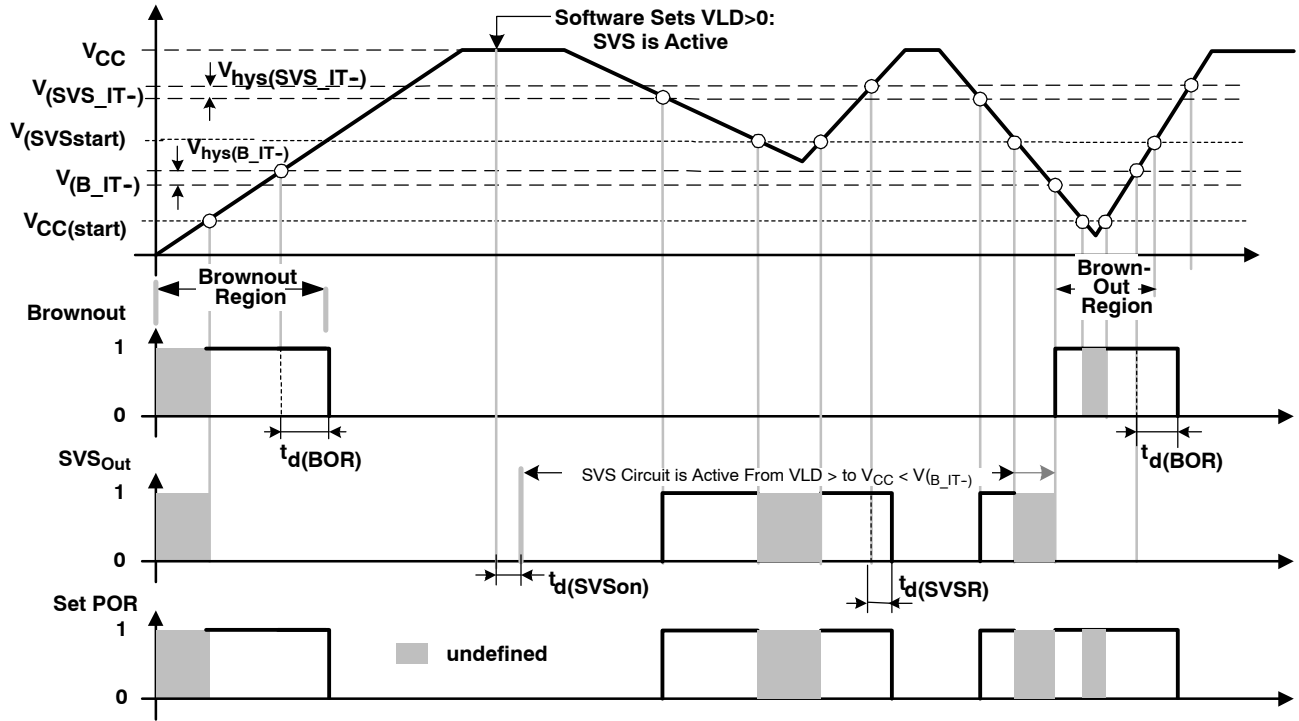 Software Sets VLD>0:
SVS is Active
VCC
Vhys(SVS_IT-)
V(SVS_IT-)
V(SVSstart)
Vhys(B_IT-)
V(B_IT-)
VCC(start)
Brownout
Region
Brown-
Out
Region
Brownout
1
0
td(BOR)
td(BOR)
SVSOut
SVS Circuit is Active From VLD > to VCC < V(B_IT-)
1
0
td(SVSon)
td(SVSR)
Set POR
1
undefined
0